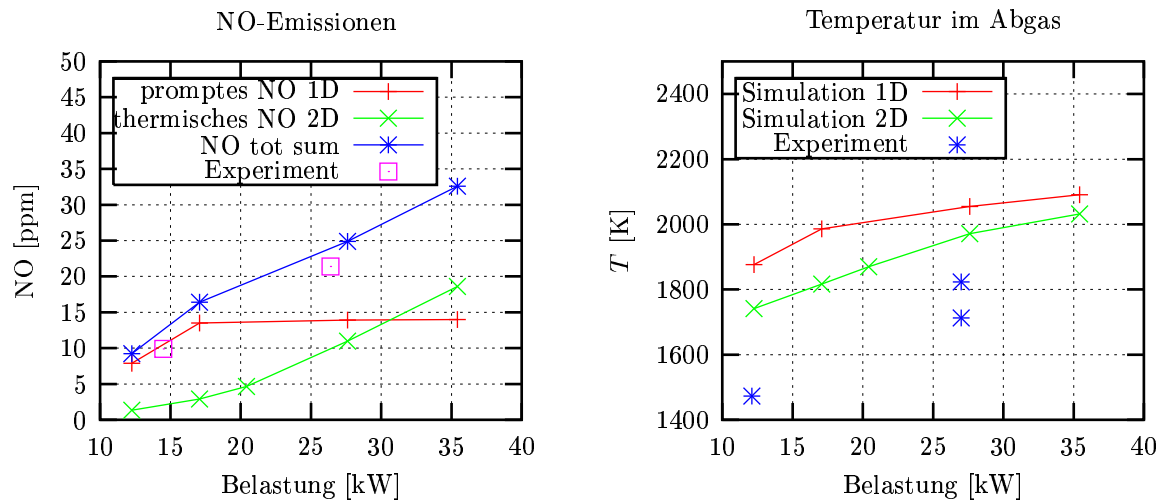 NO-Emissionen
50
45
40
35
30
25
20
15
10
5
0
NO [ppm]
promptes NO 1D
thermisches NO 2D
NO tot sum
Experiment
10 15 20 25 30 35 40
Belastung [kW]
Temperatur im Abgas
2400
2200
2000
1800
1600
1400
T [K]
Simulation 1D
Simulation 2D
Experiment
10 15 20 25 30 35 40
Belastung [kW]